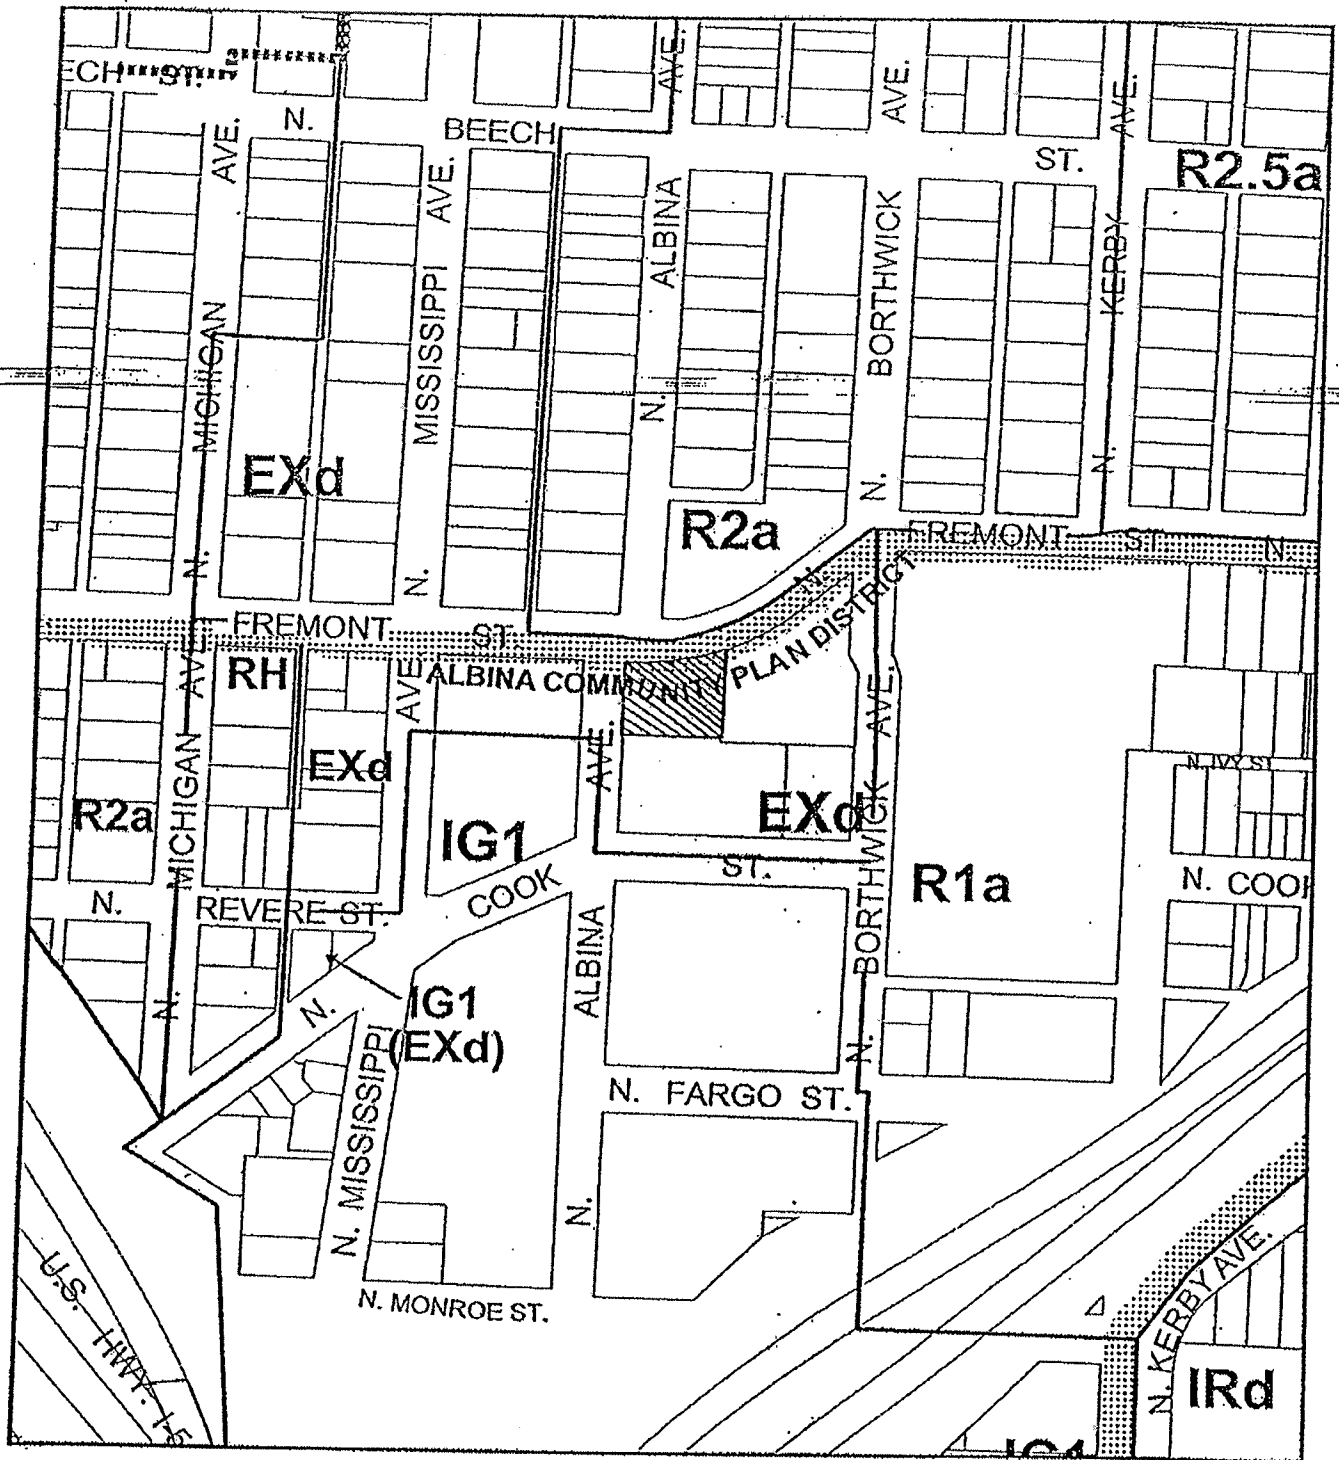 ECH ST.
N.
BEECH
ST.
AVE.
AVE.
AVE.
AVE.
AVE.
AVE.
R2.5a
MICHIGAN
N.
MISSISSIPPI
N.
ALBINA
N.
BORTHWICK
N.
KERBY
N.
EXd
R2a
FREMONT ST. N.
FREMONT ST. N.
ALBINA COMMUNITY PLAN DISTRICT
RH
AVE.
AVE.
AVE.
AVE.
EXd
R2a
MICHIGAN
N.
IG1
EXd
N. IVY ST.
R1a
COOK ST.
N. COOK
N. REVERE ST.
N.
BORTHWICK
N.
ALBINA
N.
IG1
(EXd)
N. MISSISSIPPI
N. FARGO ST.
N. MONROE ST.
U.S. HWY. I-5
N. KERBY AVE.
IRd
IG1